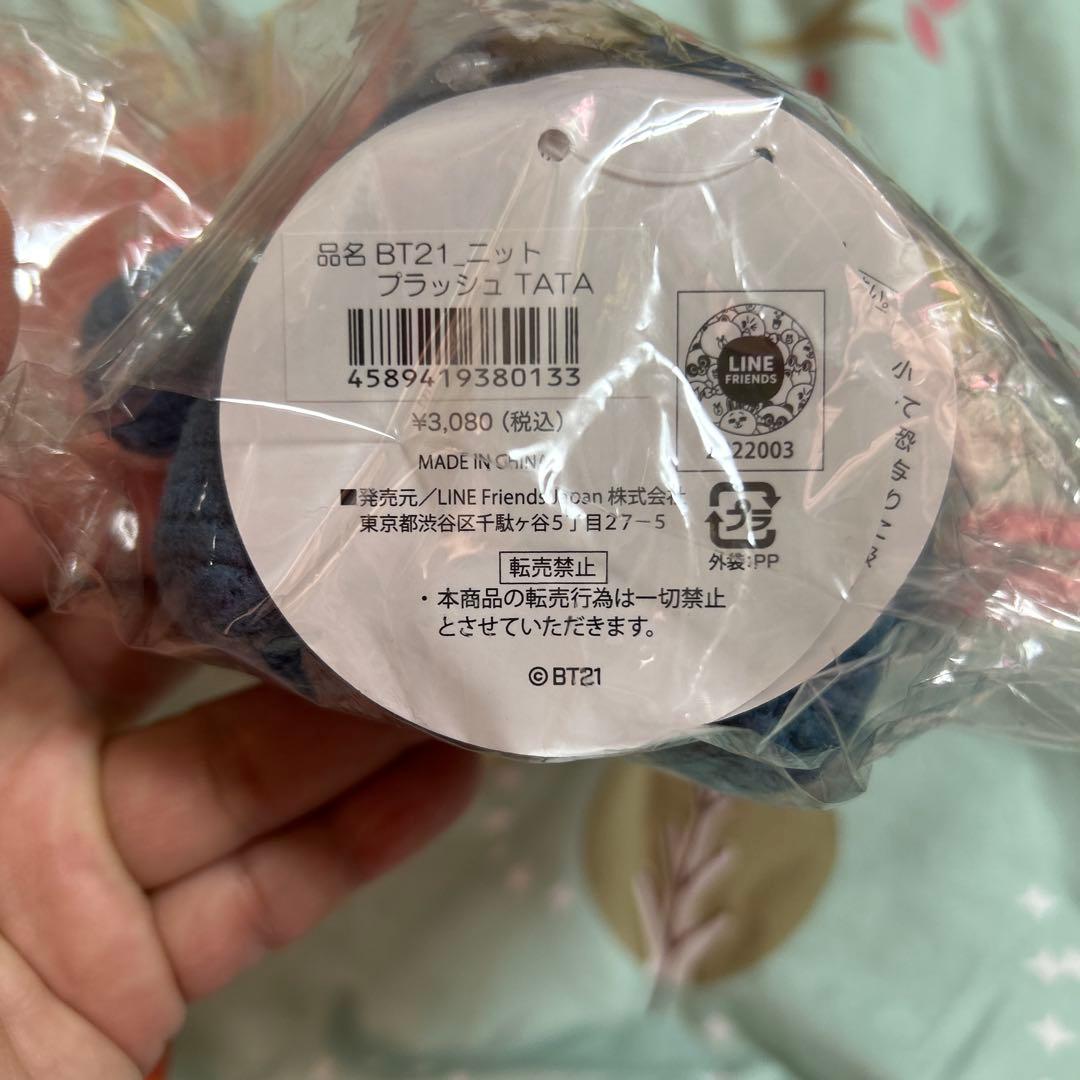 品名 BT21_ニット
プラッシュ TATA
4589419380133
¥3,080 (税込)
MADE IN CHINA
■発売元／LINE Friends Japan 株式会社
東京都渋谷区千駄ヶ谷5丁目27-5
転売禁止
・本商品の転売行為は一切禁止
とさせていただきます。
©BT21
LINE
FRIENDS
22003
プラ
外袋:PP